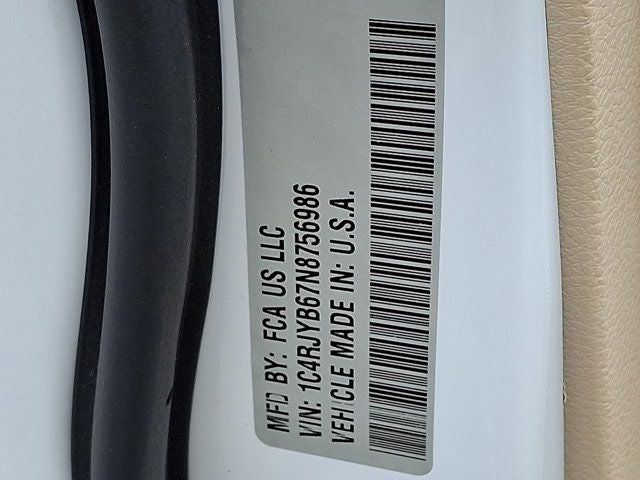 MFD BY: FCA US LLC
VIN: 1C4RJYB67N8756986
VEHICLE MADE IN: U.S.A.